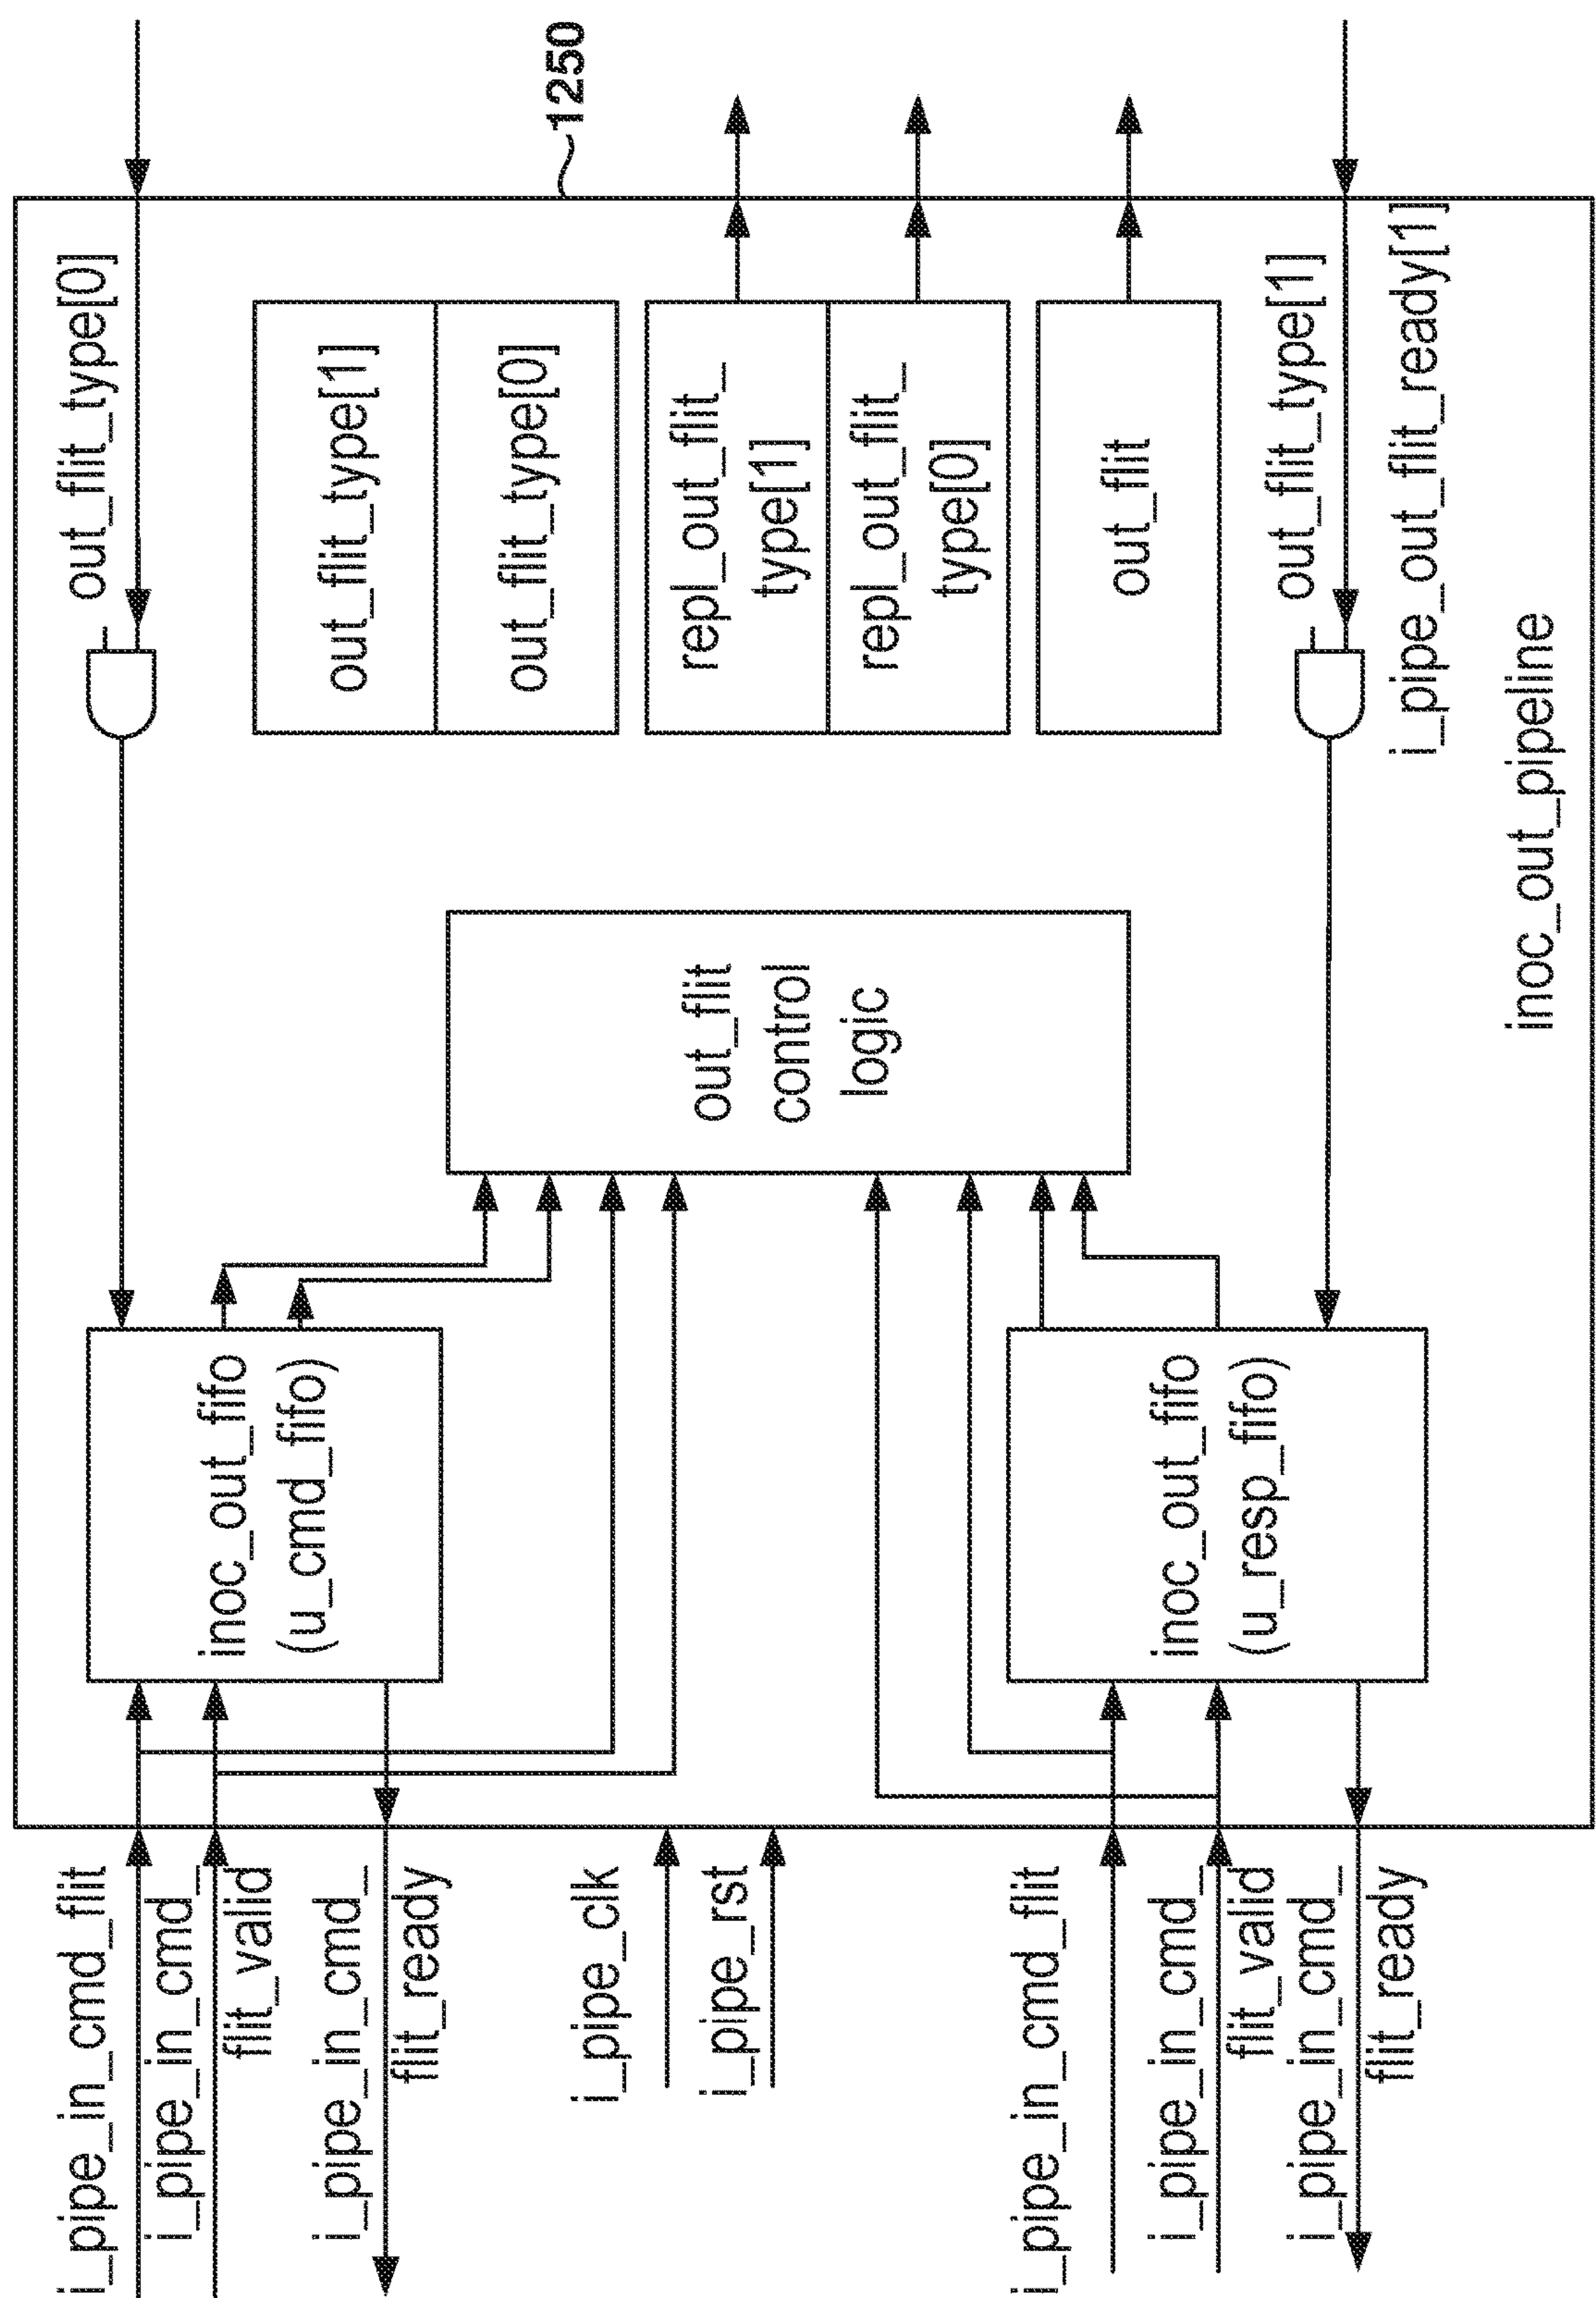 i_pipe_in_cmd_flit
i_pipe_in_cmd_
flit_valid
i_pipe_in_cmd_
flit_ready
i_pipe_clk
i_pipe_rst
i_pipe_in_cmd_flit
i_pipe_in_cmd_
flit_valid
i_pipe_in_cmd_
flit_ready
inoc_out_fifo
(u_cmd_fifo)
inoc_out_fifo
(u_resp_fifo)
out_flit
control
logic
out_flit_type[0]
out_flit_type[1]
out_flit_type[0]
repl_out_flit_
type[1]
repl_out_flit_
type[0]
out_flit
out_flit_type[1]
i_pipe_out_flit_ready[1]
inoc_out_pipeline
1250